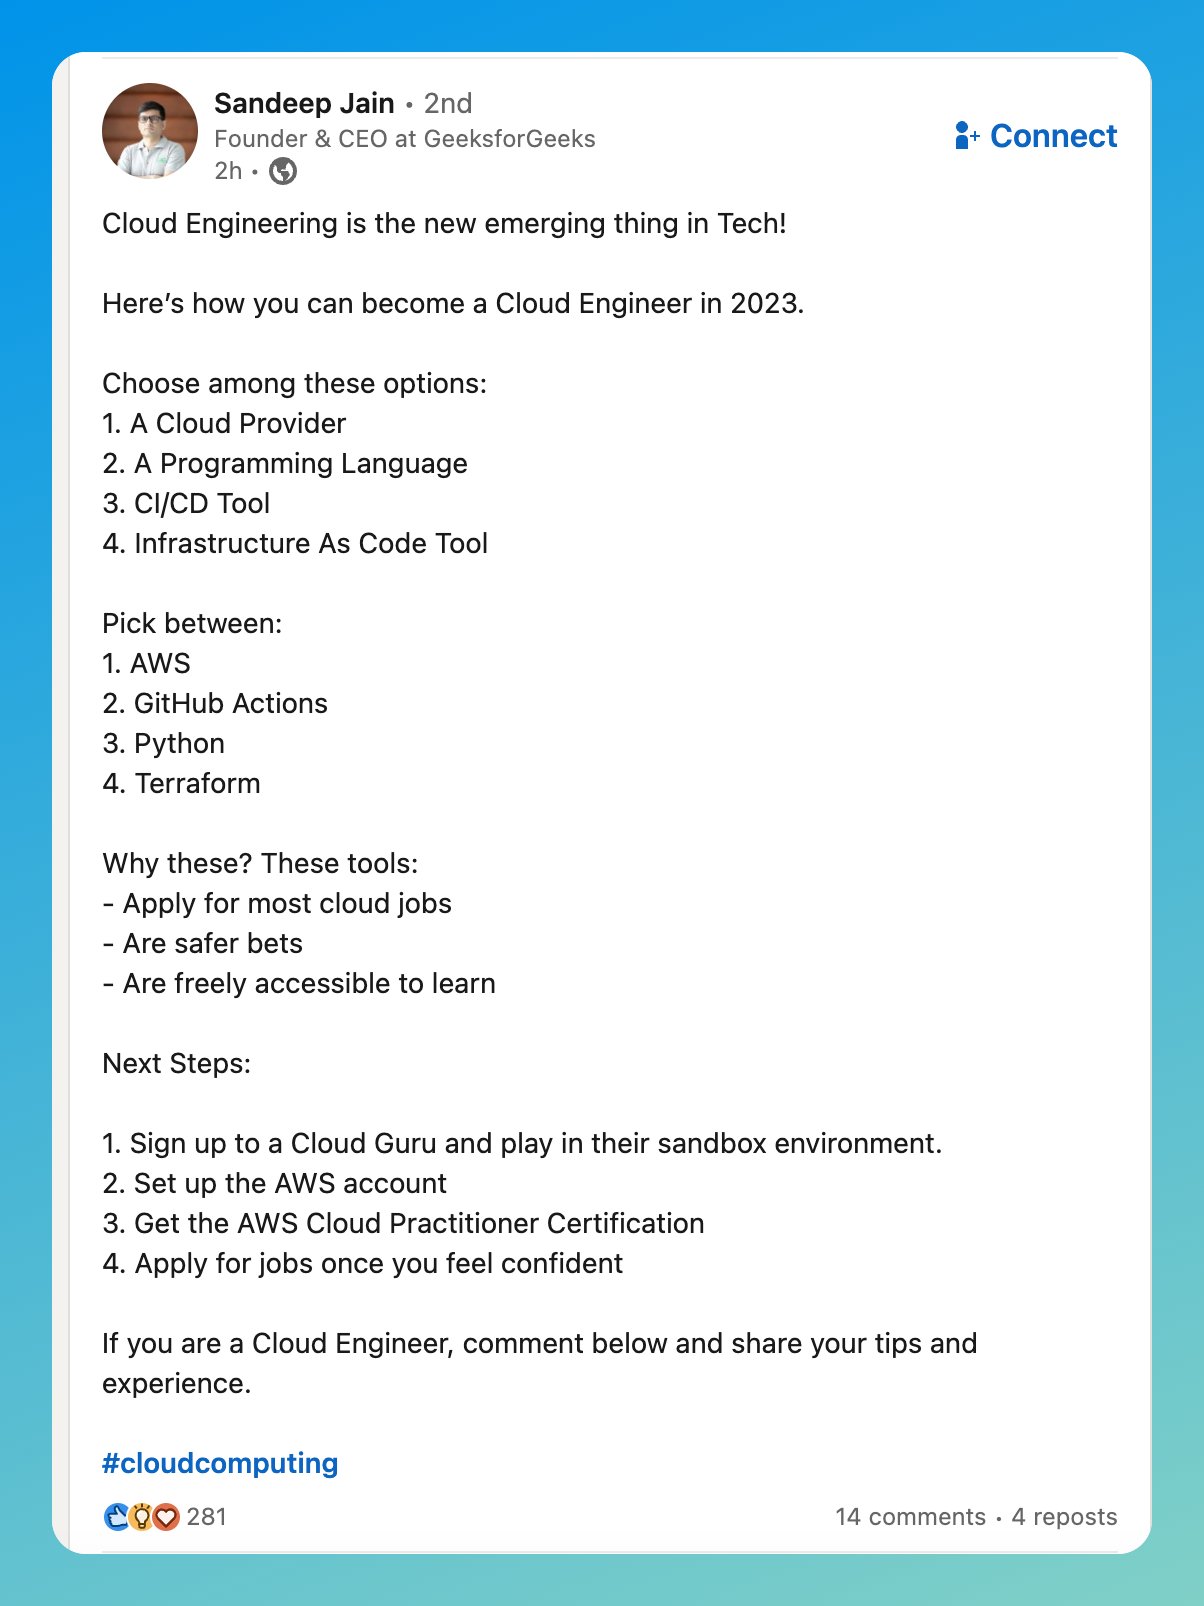 Sandeep Jain • 2nd
Founder & CEO at GeeksforGeeks
2h •
Connect
Cloud Engineering is the new emerging thing in Tech!
Here’s how you can become a Cloud Engineer in 2023.
Choose among these options:
1. A Cloud Provider
2. A Programming Language
3. CI/CD Tool
4. Infrastructure As Code Tool
Pick between:
1. AWS
2. GitHub Actions
3. Python
4. Terraform
Why these? These tools:
- Apply for most cloud jobs
- Are safer bets
- Are freely accessible to learn
Next Steps:
1. Sign up to a Cloud Guru and play in their sandbox environment.
2. Set up the AWS account
3. Get the AWS Cloud Practitioner Certification
4. Apply for jobs once you feel confident
If you are a Cloud Engineer, comment below and share your tips and
experience.
#cloudcomputing
281
14 comments • 4 reposts